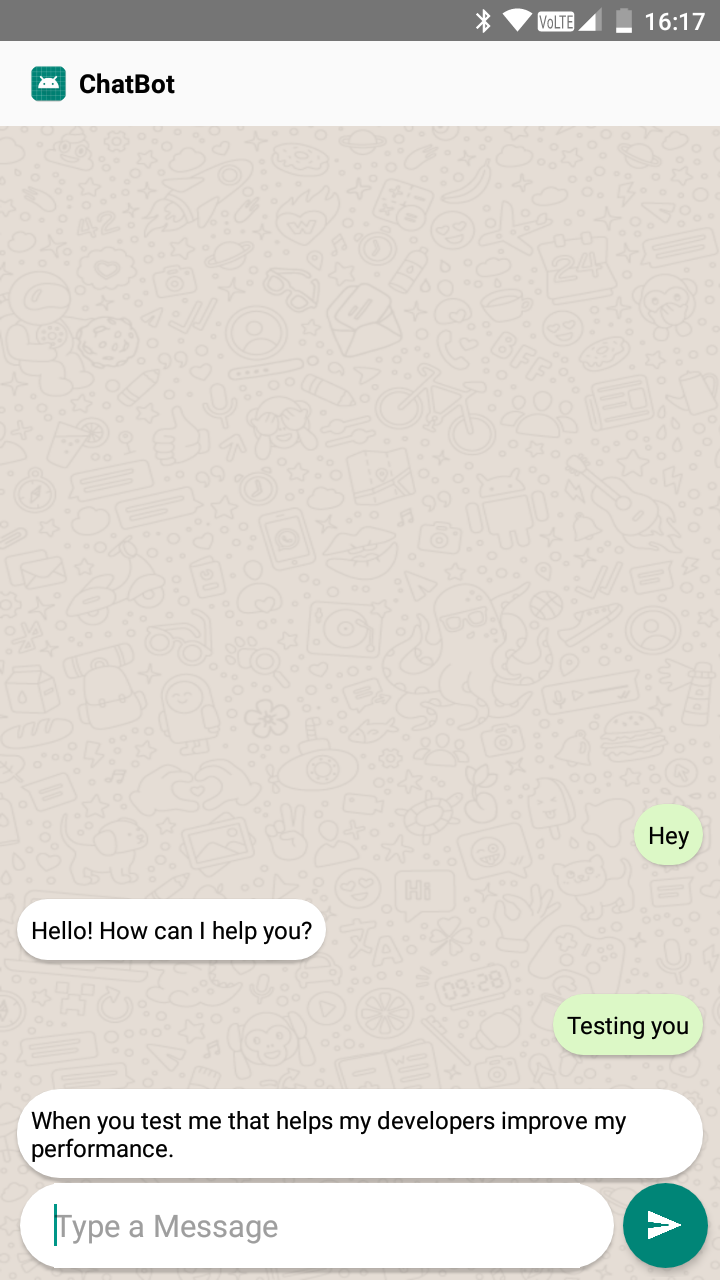 VoLTE 16:17
ChatBot
Hey
Hello! How can I help you?
Testing you
When you test me that helps my developers improve my
performance.
Type a Message